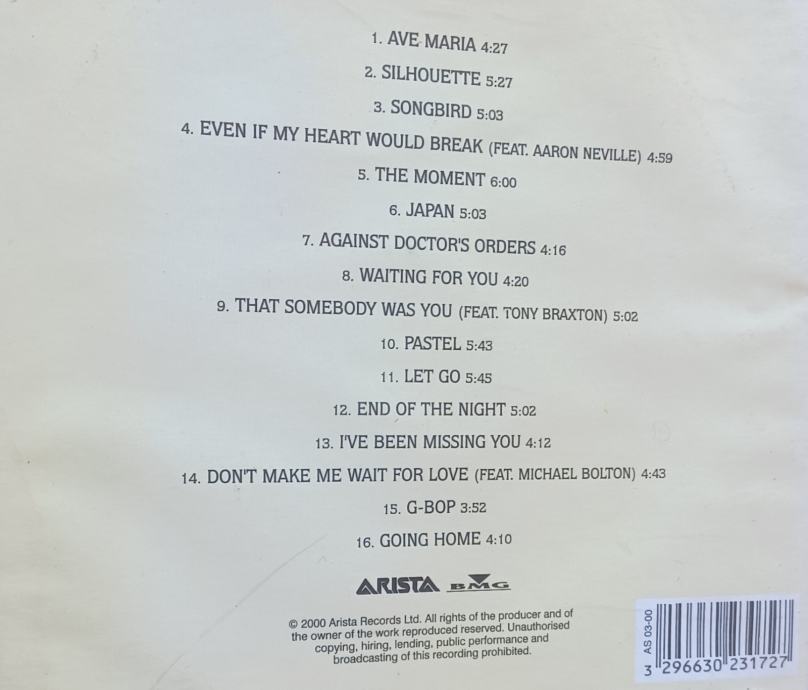 1. AVE MARIA 4:27
2. SILHOUETTE 5:27
3. SONGBIRD 5:03
4. EVEN IF MY HEART WOULD BREAK (FEAT. AARON NEVILLE) 4:59
5. THE MOMENT 6:00
6. JAPAN 5:03
7. AGAINST DOCTOR'S ORDERS 4:16
8. WAITING FOR YOU 4:20
9. THAT SOMEBODY WAS YOU (FEAT. TONY BRAXTON) 5:02
10. PASTEL 5:43
11. LET GO 5:45
12. END OF THE NIGHT 5:02
13. I'VE BEEN MISSING YOU 4:12
14. DON'T MAKE ME WAIT FOR LOVE (FEAT. MICHAEL BOLTON) 4:43
15. G-BOP 3:52
16. GOING HOME 4:10
ARISTA BMG
© 2000 Arista Records Ltd. All rights of the producer and of
the owner of the work reproduced reserved. Unauthorised
copying, hiring, lending, public performance and
broadcasting of this recording prohibited.
AS 03-00
3 296630 231727